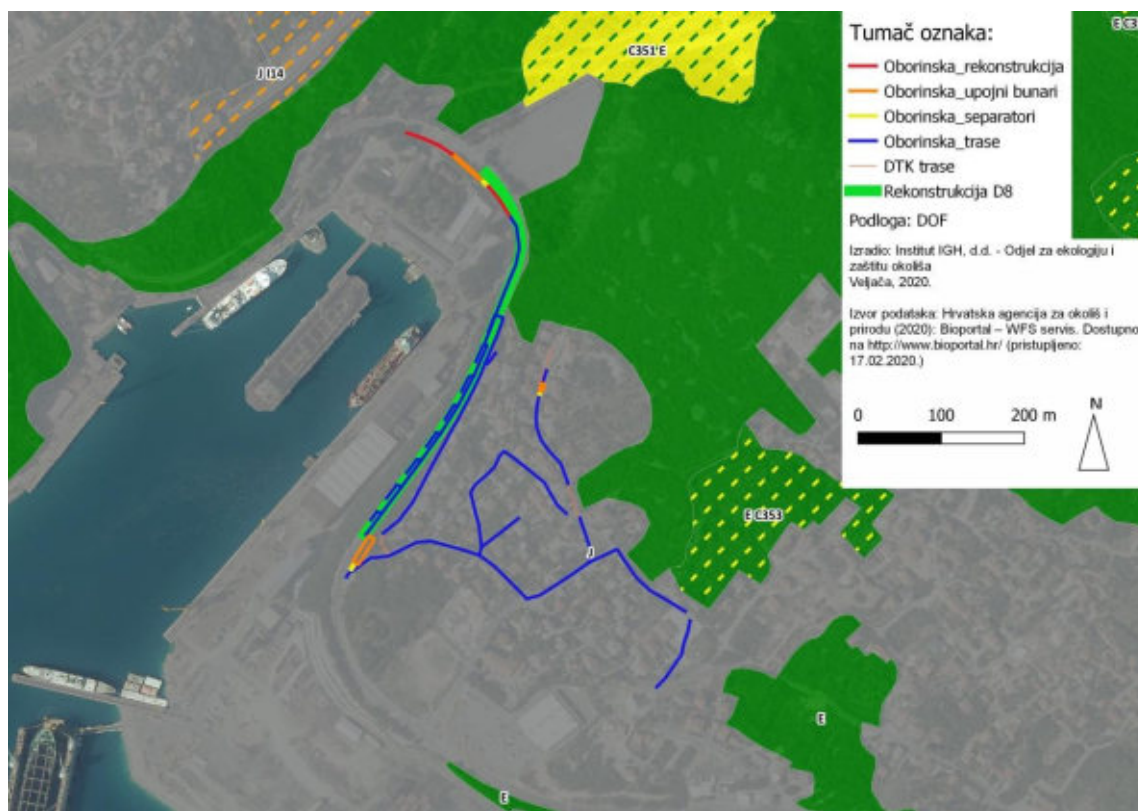 C351 E
J I14
E C353
J
E
E
E C3
Tumač oznaka:
Oborinska_rekonstrukcija
Oborinska_upojni bunari
Oborinska_separatori
Oborinska_trase
DTK trase
Rekonstrukcija D8
Podloga: DOF
Izradio: Institut IGH, d.d. - Odjel za ekologiju i
zaštitu okoliša
Veljača, 2020.
Izvor podataka: Hrvatska agencija za okoliš i
prirodu (2020): Bioportal – WFS servis. Dostupno
na http://www.bioportal.hr/ (pristupljeno:
17.02.2020.)
0 100 200 m
N